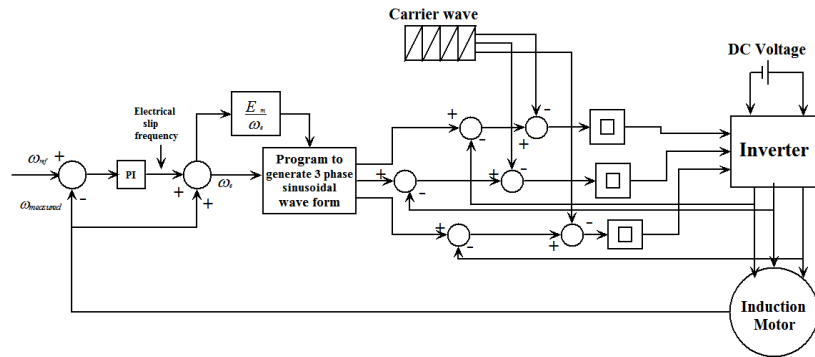 Carrier wave
DC Voltage
Electrical
slip
frequency
E m
ω s
ω ref
+
-
ω measured
PI
+
+
ω s
Program to
generate 3 phase
sinusoidal
wave form
+
-
+
-
+
-
+
-
+
-
+
-
Inverter
Induction
Motor